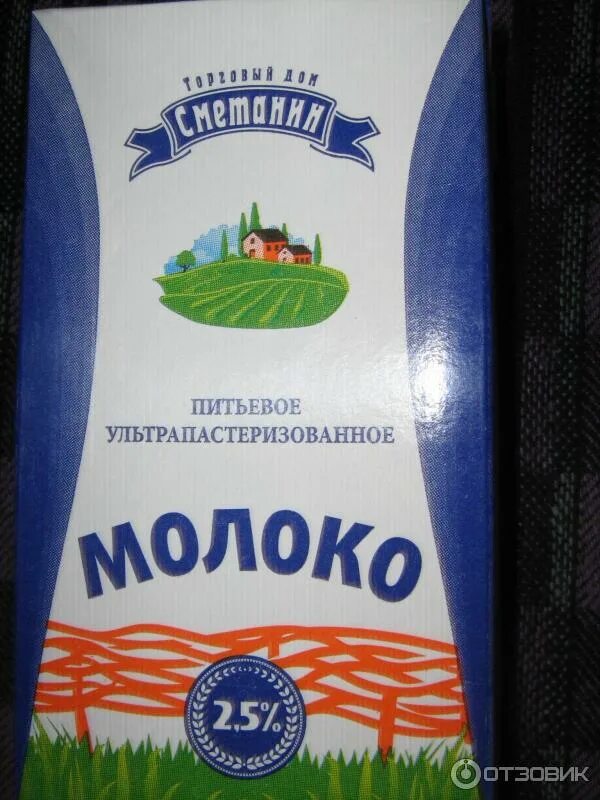 ТОРГОВЫЙ ДОМ
Сметанин
ПИТЬЕВОЕ
УЛЬТРАПАСТЕРИЗОВАННОЕ
МОЛОКО
2,5%
ОТЗОВИК